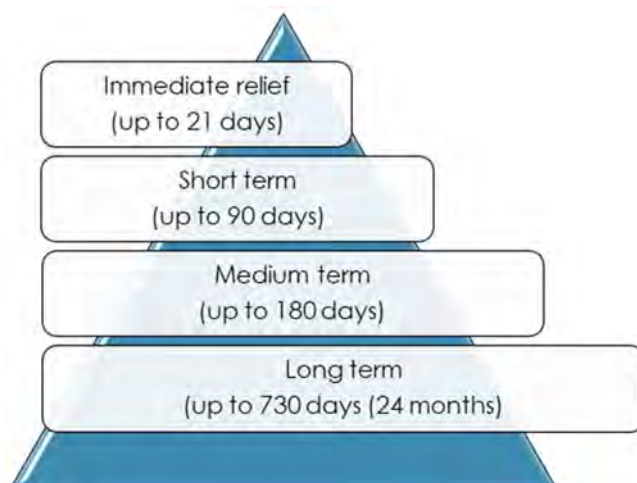 Immediate relief
(up to 21 days)
Short term
(up to 90 days)
Medium term
(up to 180 days)
Long term
(up to 730 days (24 months)